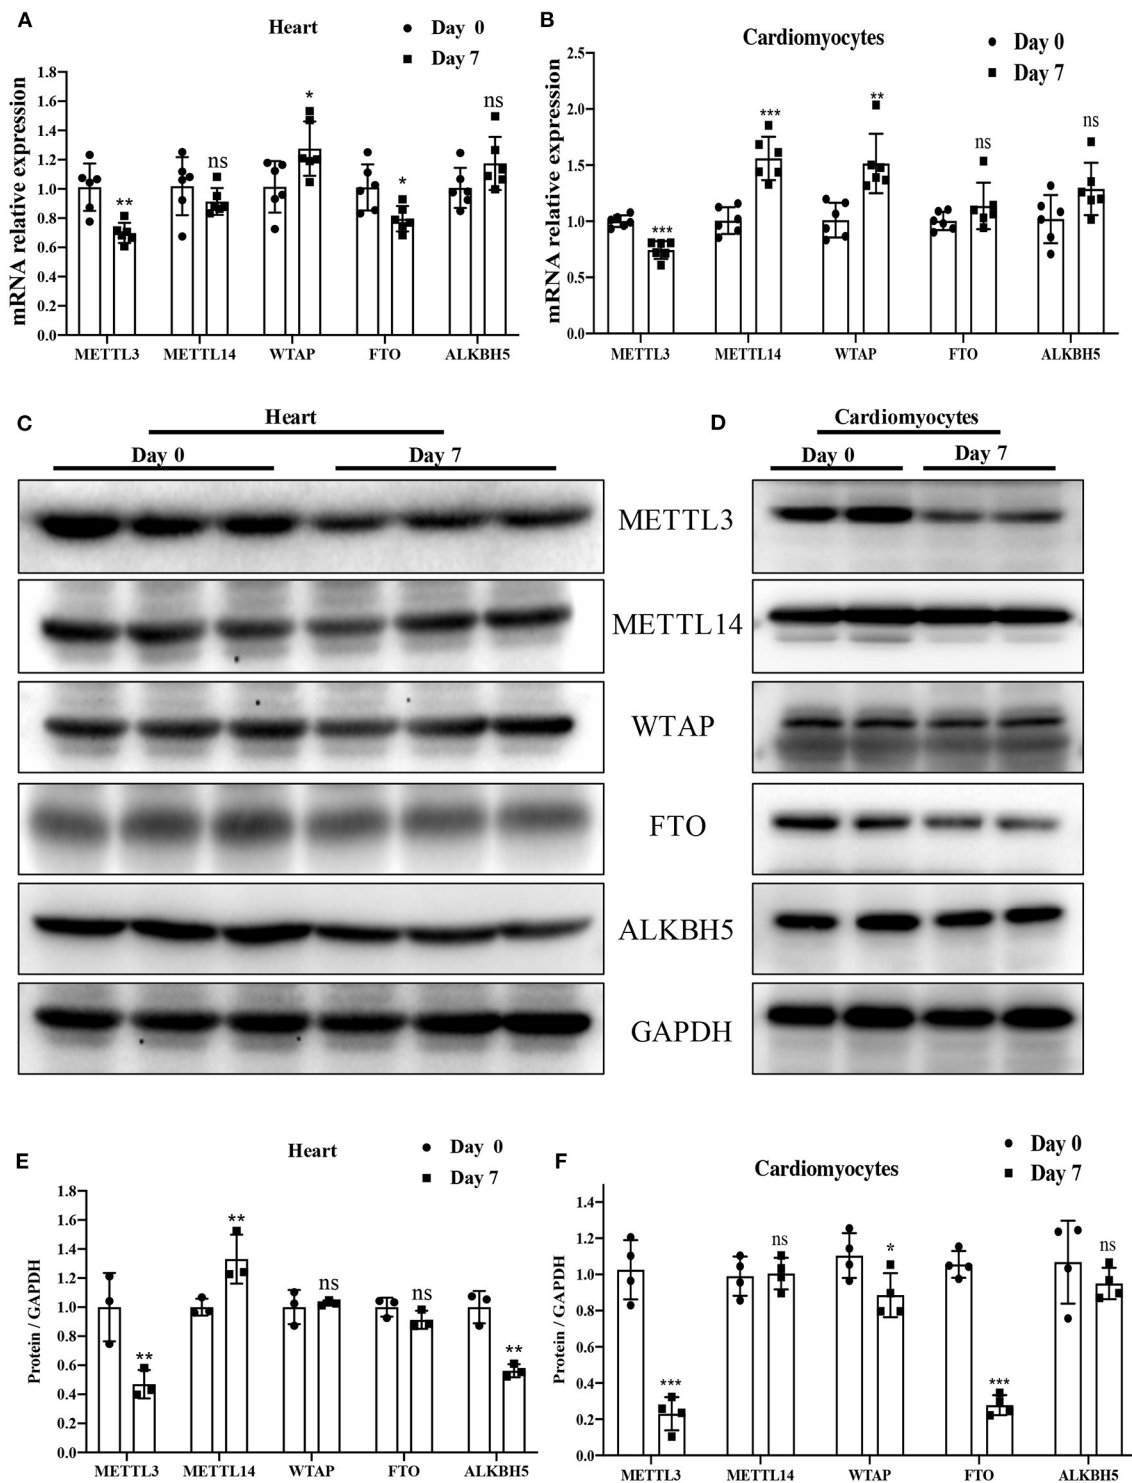 A
Heart
Day 0
Day 7
mRNA relative expression
1.8
1.6
1.4
1.2
1.0
0.8
0.6
0.4
0.2
0.0
**
ns
*
*
ns
METTL3 METTL14 WTAP FTO ALKBH5
B
Cardiomyocytes
Day 0
Day 7
mRNA relative expression
2.5
2.0
1.5
1.0
0.5
0.0
***
***
**
ns
ns
METTL3 METTL14 WTAP FTO ALKBH5
C
Heart
Day 0 Day 7
D
Cardiomyocytes
Day 0 Day 7
METTL3
METTL14
WTAP
FTO
ALKBH5
GAPDH
E
Heart
Day 0
Day 7
Protein / GAPDH
1.8
1.6
1.4
1.2
1.0
0.8
0.6
0.4
0.2
0.0
**
**
ns
ns
**
METTL3 METTL14 WTAP FTO ALKBH5
F
Cardiomyocytes
Day 0
Day 7
Protein / GAPDH
1.4
1.2
1.0
0.8
0.6
0.4
0.2
0.0
***
ns
*
***
ns
METTL3 METTL14 WTAP FTO ALKBH5